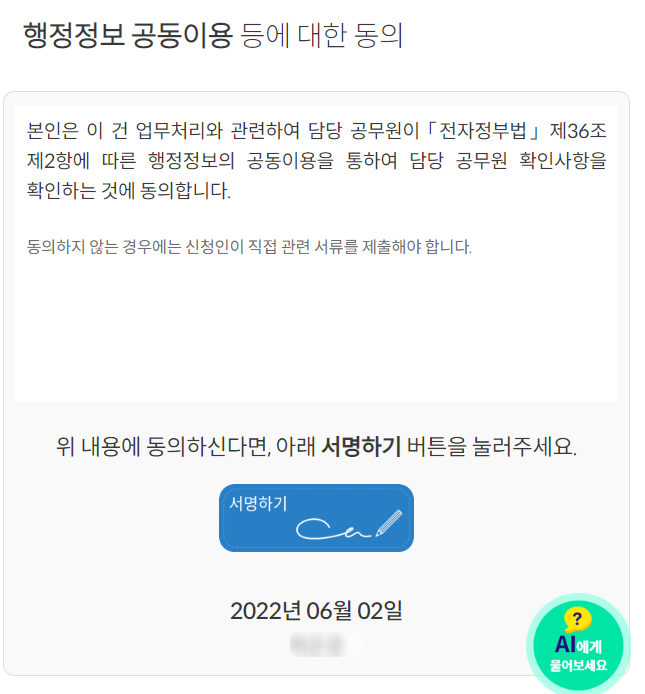 행정정보 공동이용 등에 대한 동의
본인은 이 건 업무처리와 관련하여 담당 공무원이 「전자정부법」 제36조
제2항에 따른 행정정보의 공동이용을 통하여 담당 공무원 확인사항을
확인하는 것에 동의합니다.
동의하지 않는 경우에는 신청인이 직접 관련 서류를 제출해야 합니다.
위 내용에 동의하신다면, 아래 서명하기 버튼을 눌러주세요.
서명하기
2022년 06월 02일
?
AI에게
물어보세요